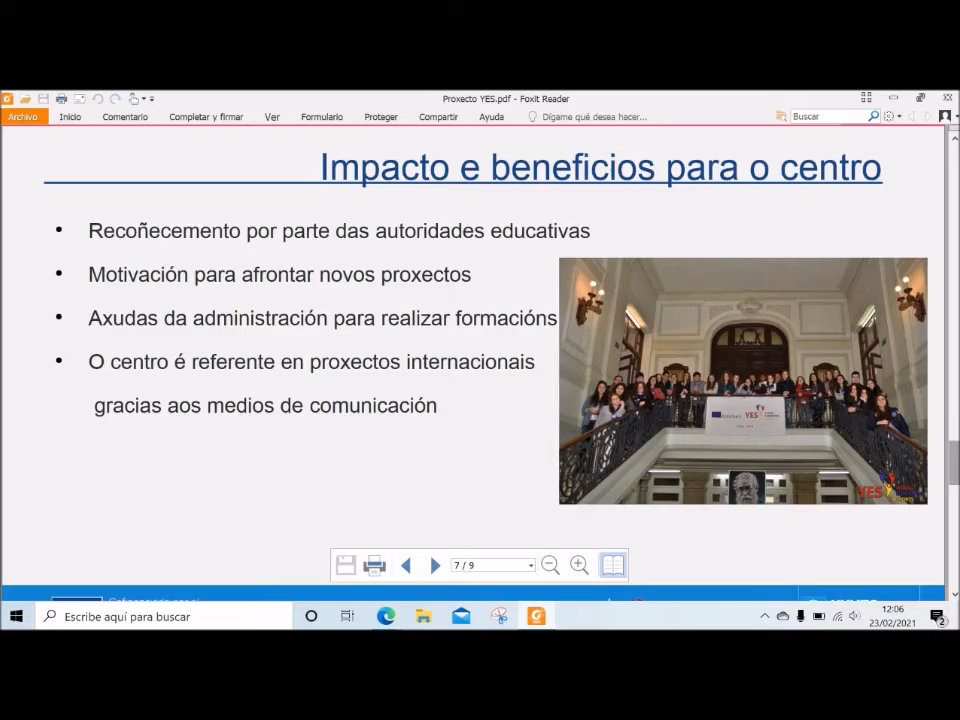 Proxecto YES.pdf - Foxit Reader
Archivo Inicio Comentario Completar y firmar Ver Formulario Proteger Compartir Ayuda Dígame qué desea hacer... Buscar
Impacto e beneficios para o centro
• Recoñecemento por parte das autoridades educativas
• Motivación para afrontar novos proxectos
• Axudas da administración para realizar formacións
• O centro é referente en proxectos internacionais
gracias aos medios de comunicación
YES
YES
7 / 9
Escribe aquí para buscar
12:06
23/02/2021
2